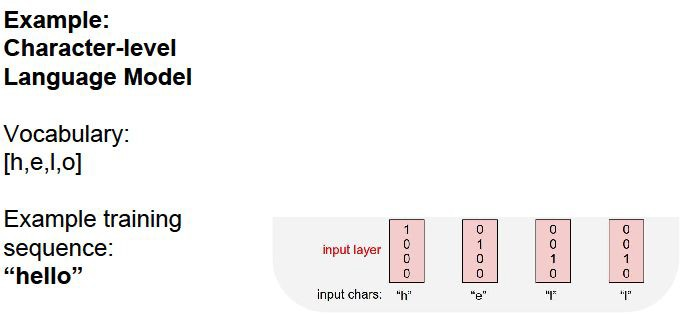 Example:
Character-level
Language Model
Vocabulary:
[h,e,l,o]
Example training
sequence:
“hello”
input layer
1 0 0 0
0 1 0 0
0 0 1 1
0 0 0 0
input chars: “h” “e” “l” “l”